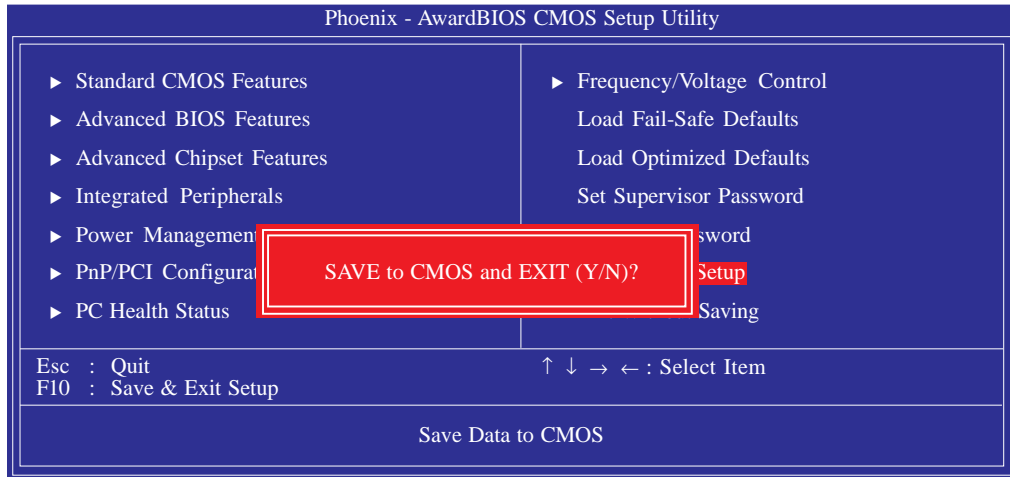 Phoenix - AwardBIOS CMOS Setup Utility
► Standard CMOS Features
► Advanced BIOS Features
► Advanced Chipset Features
► Integrated Peripherals
► Power Management
► PnP/PCI Configurat
► PC Health Status
► Frequency/Voltage Control
Load Fail-Safe Defaults
Load Optimized Defaults
Set Supervisor Password
sword
Setup
Saving
SAVE to CMOS and EXIT (Y/N)?
Esc : Quit
F10 : Save & Exit Setup
↑ ↓ → ← : Select Item
Save Data to CMOS